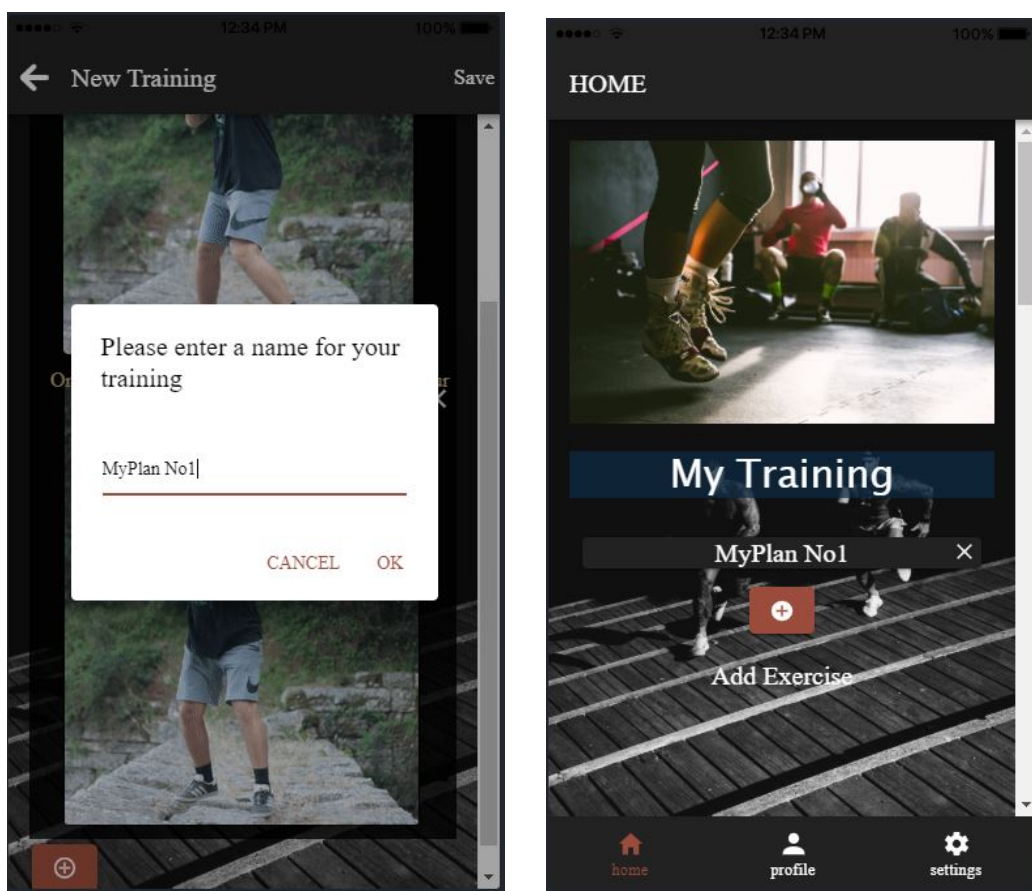 12:34 PM 100%
New Training Save
Please enter a name for your
training
MyPlan No1
CANCEL OK
12:34 PM 100%
HOME
My Training
MyPlan No1
Add Exercise
home profile settings